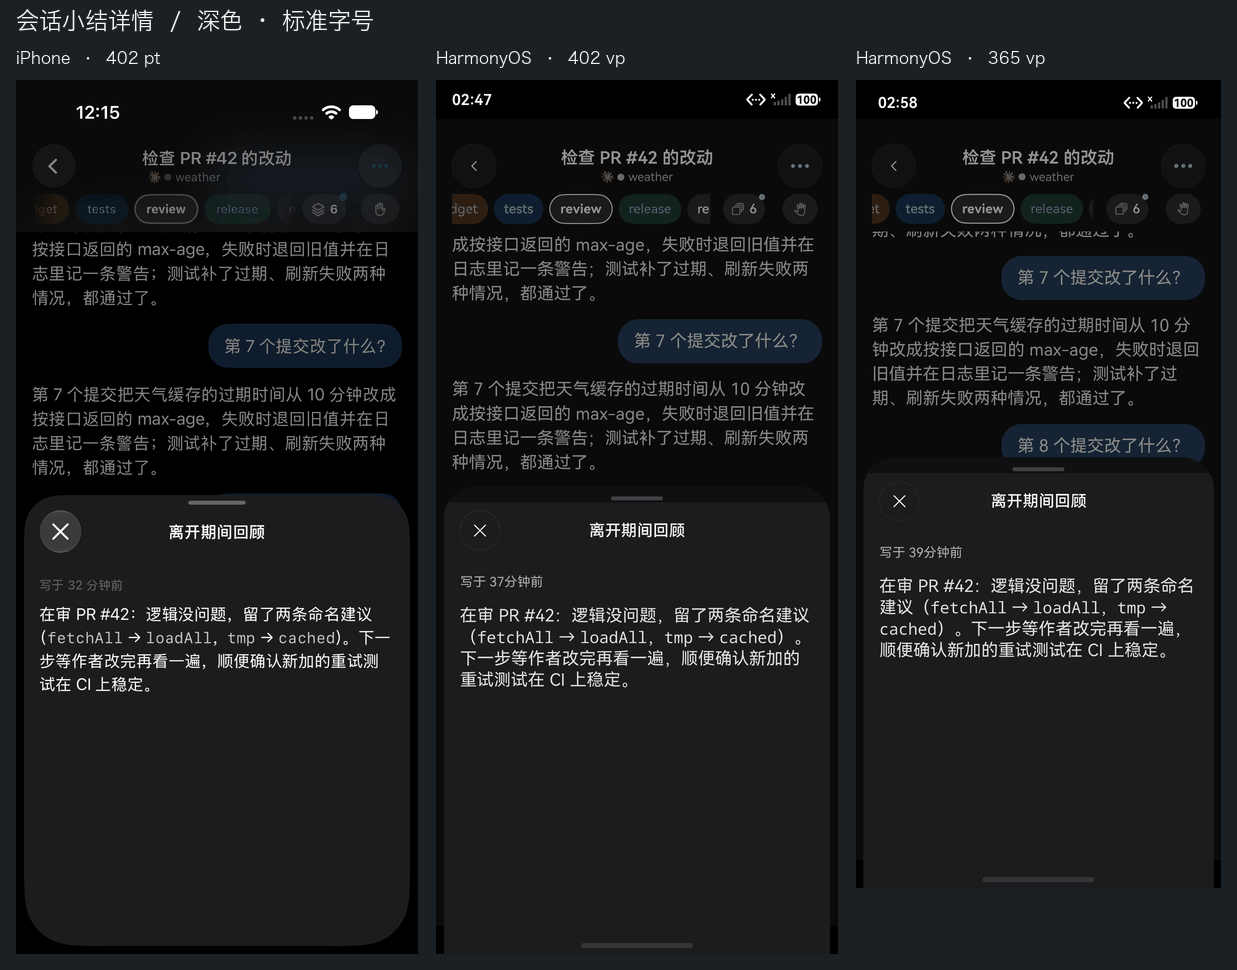 会话小结详情 / 深色 · 标准字号
iPhone · 402 pt
12:15
检查 PR #42 的改动
weather
tests
review
release
6
按接口返回的 max-age，失败时退回旧值并在日
志里记一条警告；测试补了过期、刷新失败两种
情况，都通过了。
第 7 个提交改了什么？
第 7 个提交把天气缓存的过期时间从 10 分钟改成
按接口返回的 max-age，失败时退回旧值并在日
志里记一条警告；测试补了过期、刷新失败两种
情况，都通过了。
离开期间回顾
写于 32 分钟前
在审 PR #42：逻辑没问题，留了两条命名建议
(fetchAll → loadAll，tmp → cached)。下一
步等作者改完再看一遍，顺便确认新加的重试测
试在 CI 上稳定。
HarmonyOS · 402 vp
02:47
100
检查 PR #42 的改动
weather
dget
tests
review
release
re
6
成按接口返回的 max-age，失败时退回旧值并在
日志里记一条警告；测试补了过期、刷新失败两
种情况，都通过了。
第 7 个提交改了什么？
第 7 个提交把天气缓存的过期时间从 10 分钟改
成按接口返回的 max-age，失败时退回旧值并在
日志里记一条警告；测试补了过期、刷新失败两
种情况，都通过了。
离开期间回顾
写于 37分钟前
在审 PR #42：逻辑没问题，留了两条命名建议
（fetchAll → loadAll，tmp → cached）。
下一步等作者改完再看一遍，顺便确认新加的
重试测试在 CI 上稳定。
HarmonyOS · 365 vp
02:58
100
检查 PR #42 的改动
weather
et
tests
review
release
6
期、刷新失败两种情况，都通过了。
第 7 个提交改了什么？
第 7 个提交把天气缓存的过期时间从 10 分
钟改成按接口返回的 max-age，失败时退回
旧值并在日志里记一条警告；测试补了过
期、刷新失败两种情况，都通过了。
第 8 个提交改了什么？
离开期间回顾
写于 39分钟前
在审 PR #42：逻辑没问题，留了两条命名
建议（fetchAll → loadAll，tmp →
cached）。下一步等作者改完再看一遍，
顺便确认新加的重试测试在 CI 上稳定。